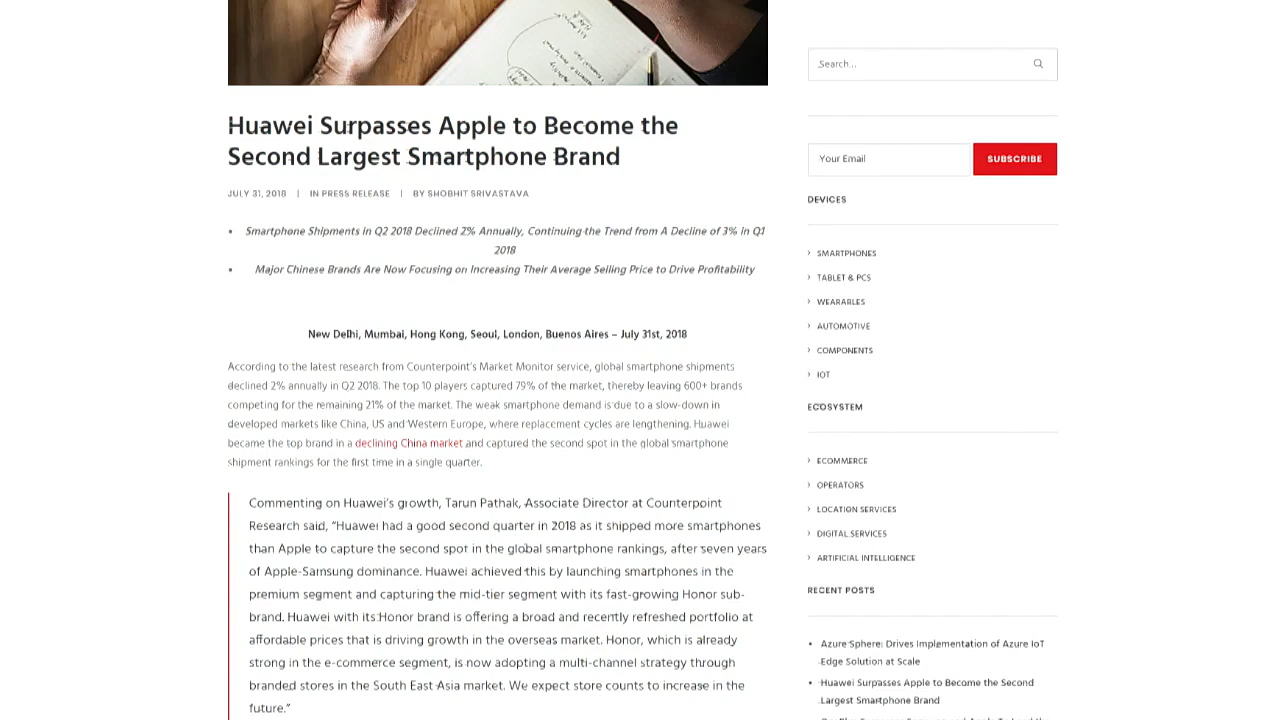 Huawei Surpasses Apple to Become the
Second Largest Smartphone Brand
JULY 31, 2018 | IN PRESS RELEASE | BY SHOBHIT SRIVASTAVA
• Smartphone Shipments in Q2 2018 Declined 2% Annually, Continuing the Trend from A Decline of 3% in Q1
2018
• Major Chinese Brands Are Now Focusing on Increasing Their Average Selling Price to Drive Profitability
New Delhi, Mumbai, Hong Kong, Seoul, London, Buenos Aires – July 31st, 2018
According to the latest research from Counterpoint's Market Monitor service, global smartphone shipments
declined 2% annually in Q2 2018. The top 10 players captured 79% of the market, thereby leaving 600+ brands
competing for the remaining 21% of the market. The weak smartphone demand is due to a slow-down in
developed markets like China, US and Western Europe, where replacement cycles are lengthening. Huawei
became the top brand in a declining China market and captured the second spot in the global smartphone
shipment rankings for the first time in a single quarter.
Commenting on Huawei's growth, Tarun Pathak, Associate Director at Counterpoint
Research said, "Huawei had a good second quarter in 2018 as it shipped more smartphones
than Apple to capture the second spot in the global smartphone rankings, after seven years
of Apple-Samsung dominance. Huawei achieved this by launching smartphones in the
premium segment and capturing the mid-tier segment with its fast-growing Honor sub-
brand. Huawei with its Honor brand is offering a broad and recently refreshed portfolio at
affordable prices that is driving growth in the overseas market. Honor, which is already
strong in the e-commerce segment, is now adopting a multi-channel strategy through
branded stores in the South East Asia market. We expect store counts to increase in the
future."
Search...
Your Email
SUBSCRIBE
DEVICES
› SMARTPHONES
› TABLET & PCS
› WEARABLES
› AUTOMOTIVE
› COMPONENTS
› IOT
ECOSYSTEM
› ECOMMERCE
› OPERATORS
› LOCATION SERVICES
› DIGITAL SERVICES
› ARTIFICIAL INTELLIGENCE
RECENT POSTS
• Azure Sphere: Drives Implementation of Azure IoT
Edge Solution at Scale
• Huawei Surpasses Apple to Become the Second
Largest Smartphone Brand